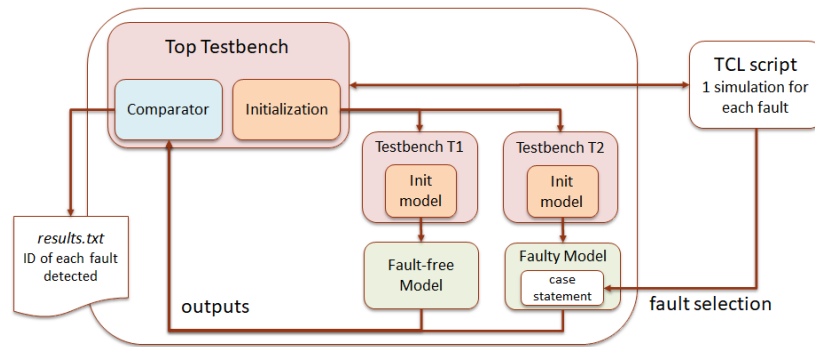 Top Testbench
Comparator
Initialization
TCL script
1 simulation for
each fault
Testbench T1
Init
model
Testbench T2
Init
model
results.txt
ID of each fault
detected
Fault-free
Model
Faulty Model
case
statement
outputs
fault selection